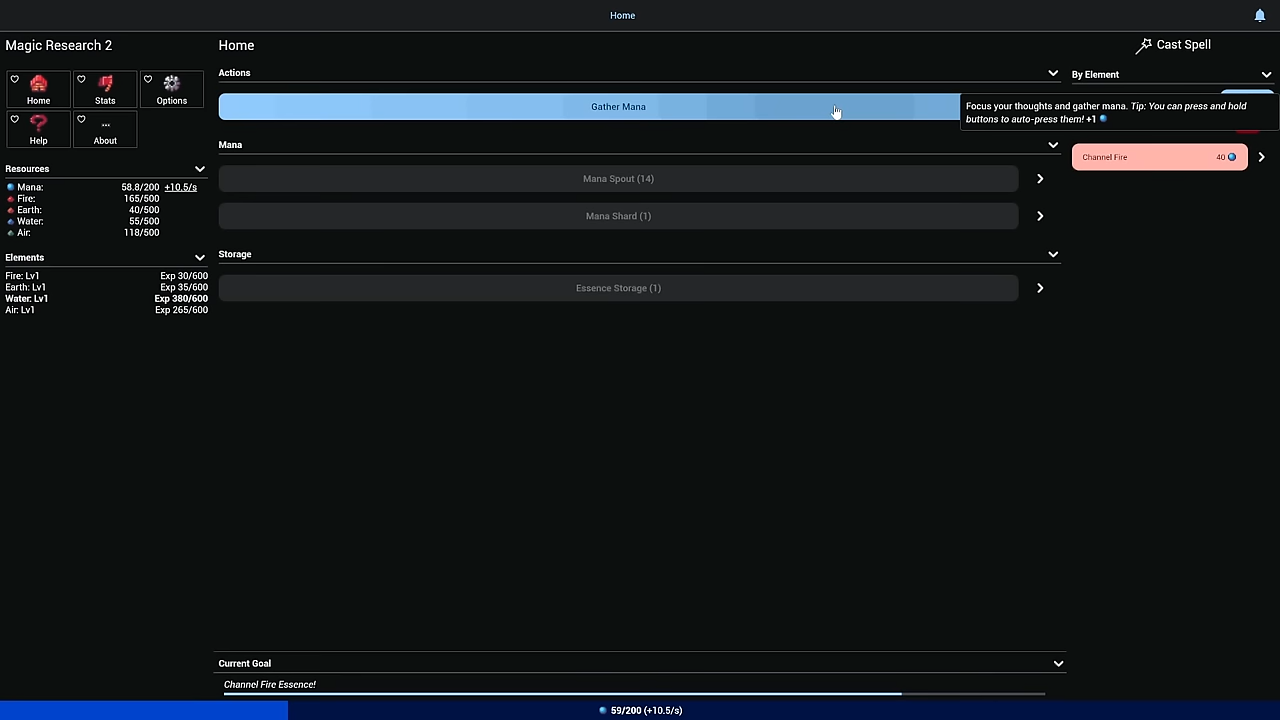 Home
Magic Research 2
Home
Stats
Options
Help
About
Resources
Mana: 58.8/200 +10.5/s
Fire: 165/500
Earth: 40/500
Water: 55/500
Air: 118/500
Elements
Fire: Lv1 Exp 30/600
Earth: Lv1 Exp 35/600
Water: Lv1 Exp 380/600
Air: Lv1 Exp 265/600
Home
Actions
Gather Mana
Mana
Mana Spout (14)
Mana Shard (1)
Storage
Essence Storage (1)
Current Goal
Channel Fire Essence!
Cast Spell
By Element
Focus your thoughts and gather mana. Tip: You can press and hold
buttons to auto-press them! +1
Channel Fire 40
59/200 (+10.5/s)